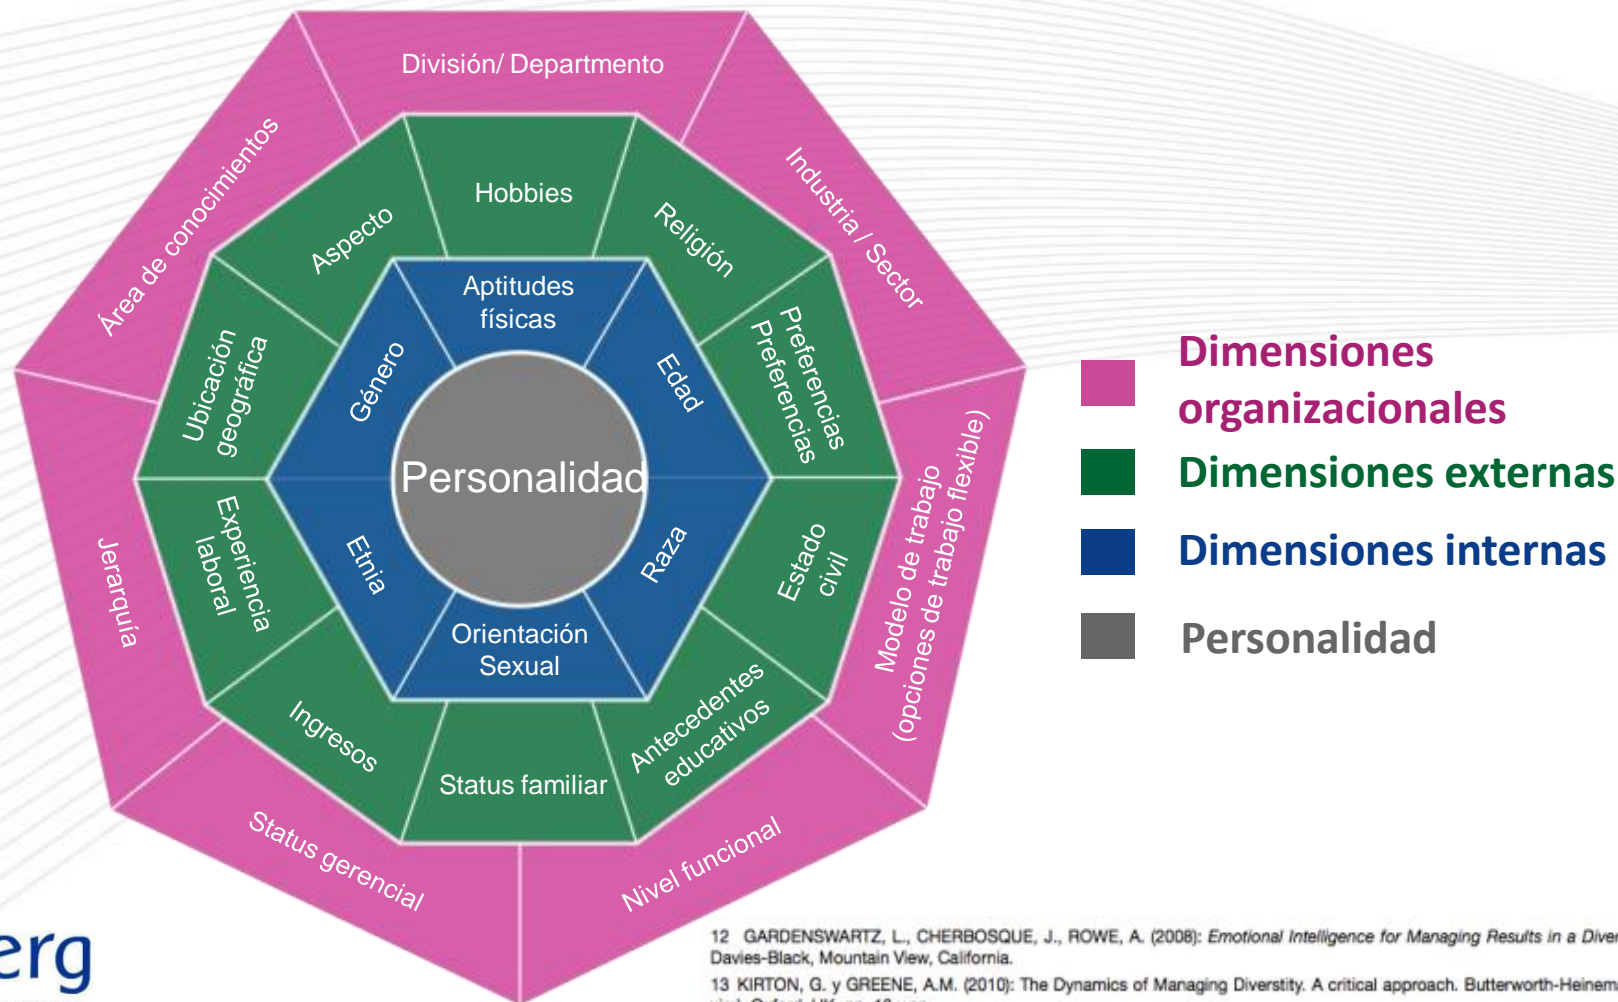 División/ Departmento
Área de conocimientos
Industria / Sector
Hobbies
Aspecto
Religión
Ubicación
geográfica
Preferencias
Preferencias
Aptitudes
físicas
Género
Edad
Personalidad
Etnia
Raza
Orientación
Sexual
Experiencia
laboral
Estado
civil
Ingresos
Status familiar
Antecedentes
educativos
Jerarquía
Modelo de trabajo
(opciones de trabajo flexible)
Status gerencial
Nivel funcional
Dimensiones
organizacionales
Dimensiones externas
Dimensiones internas
Personalidad
erg
12 GARDENSWARTZ, L., CHERBOSQUE, J., ROWE, A. (2008): Emotional Intelligence for Managing Results in a Diver
Davies-Black, Mountain View, California.
13 KIRTON, G. y GREENE, A.M. (2010): The Dynamics of Managing Diverstity. A critical approach. Butterworth-Heinem